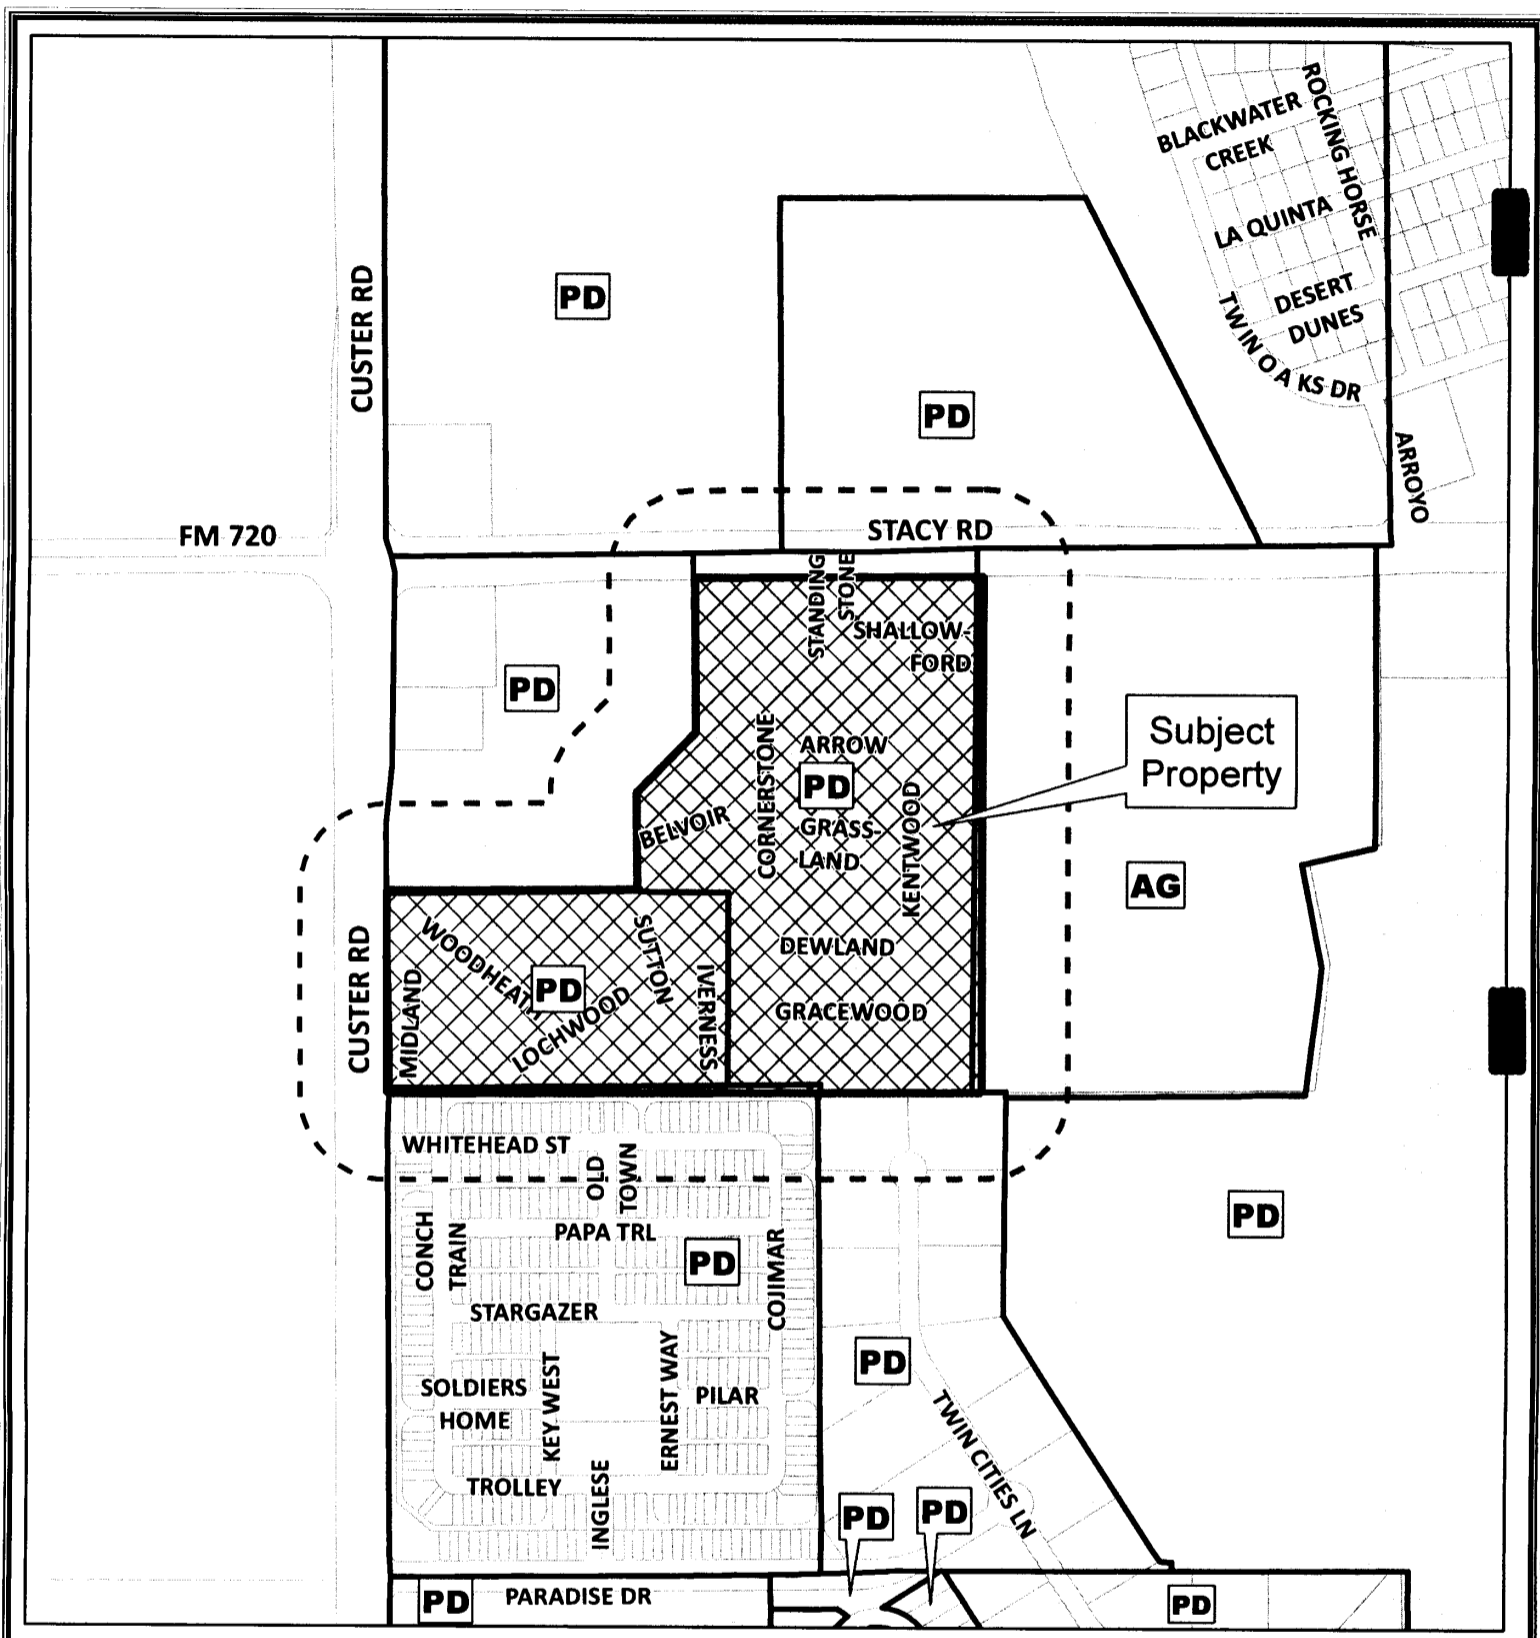 BLACKWATER
CREEK
ROCKING HORSE
LA QUINTA
DESERT
DUNES
TWIN OAKS DR
ARROYO
CUSTER RD
PD
PD
FM 720
STACY RD
STANDING
STONE
SHALLOW-
FORD
PD
CORNERSTONE
ARROW
PD
GRASS-
LAND
KENTWOOD
BELVOIR
Subject
Property
AG
DEWLAND
GRACEWOOD
CUSTER RD
MIDLAND
WOODHEATH
PD
LOCHWOOD
SUTTON
IVERNESS
WHITEHEAD ST
OLD
TOWN
CONCH
TRAIN
PAPA TRL
PD
COJIMAR
STARGAZER
SOLDIERS
HOME
KEY WEST
ERNEST WAY
PILAR
TROLLEY
INGLESE
PD
PD
TWIN CITIES LN
PD
PD
PD
PARADISE DR
PD